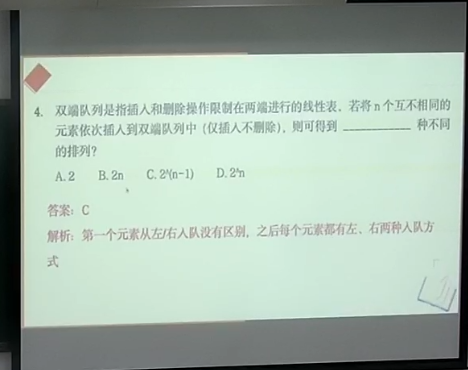 4. 双端队列是指插入和删除操作限制在两端进行的线性表、若将 n 个互不相同的
元素依次插入到双端队列中（仅插入不删除），则可得到 ________ 种不同
的排列？
A. 2 B. 2n C. 2^(n-1) D. 2^n
答案：C
解析：第一个元素从左/右入队没有区别，之后每个元素都有左、右两种入队方
式